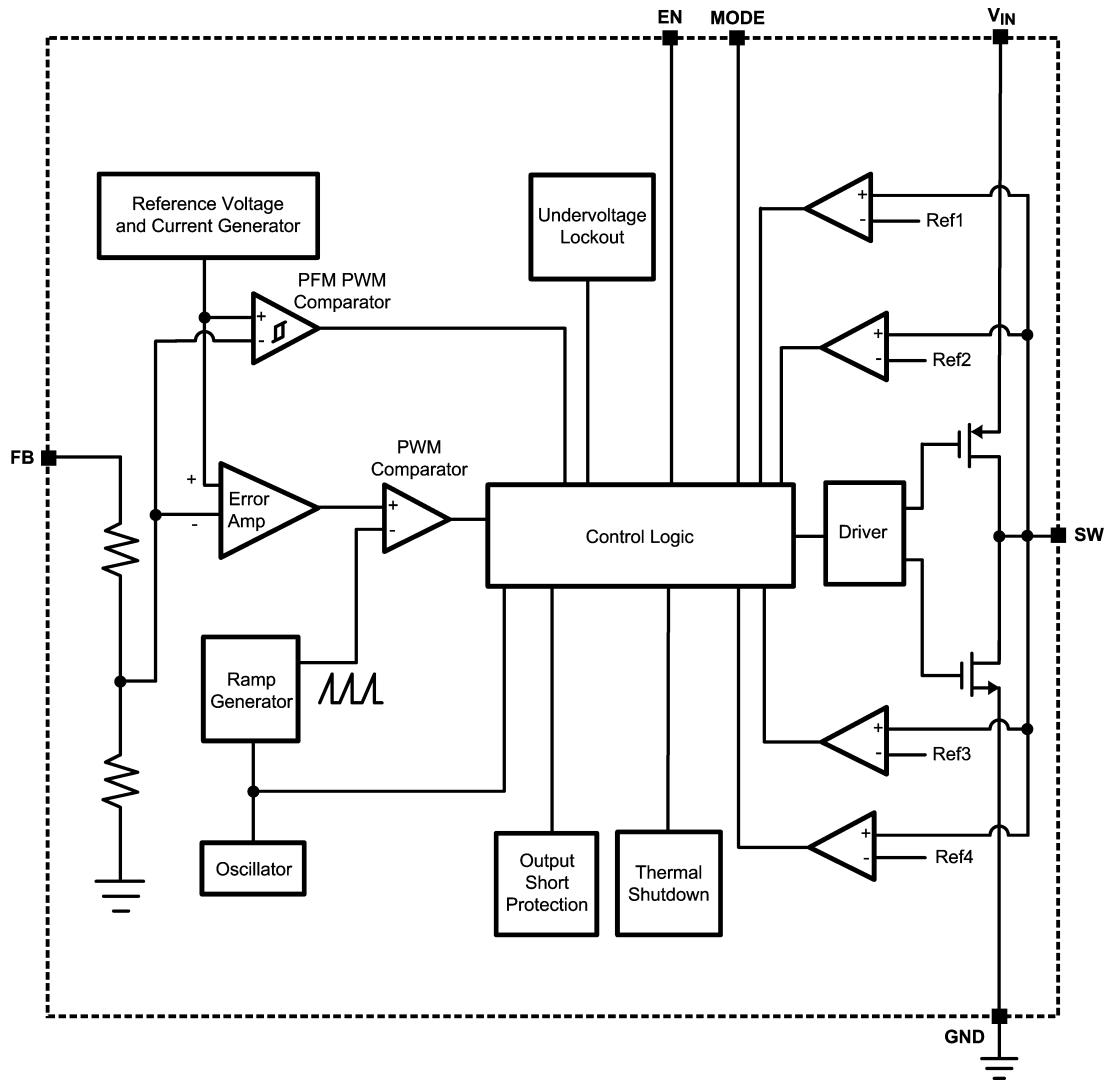 EN MODE VIN
Reference Voltage
and Current Generator
Undervoltage
Lockout
+
- Ref1
PFM PWM
Comparator
+
-
+
- Ref2
FB
PWM
Comparator
+
-
Error
Amp
+
-
Control Logic
Driver
SW
Ramp
Generator
+
- Ref3
Oscillator
Output
Short
Protection
Thermal
Shutdown
+
- Ref4
GND